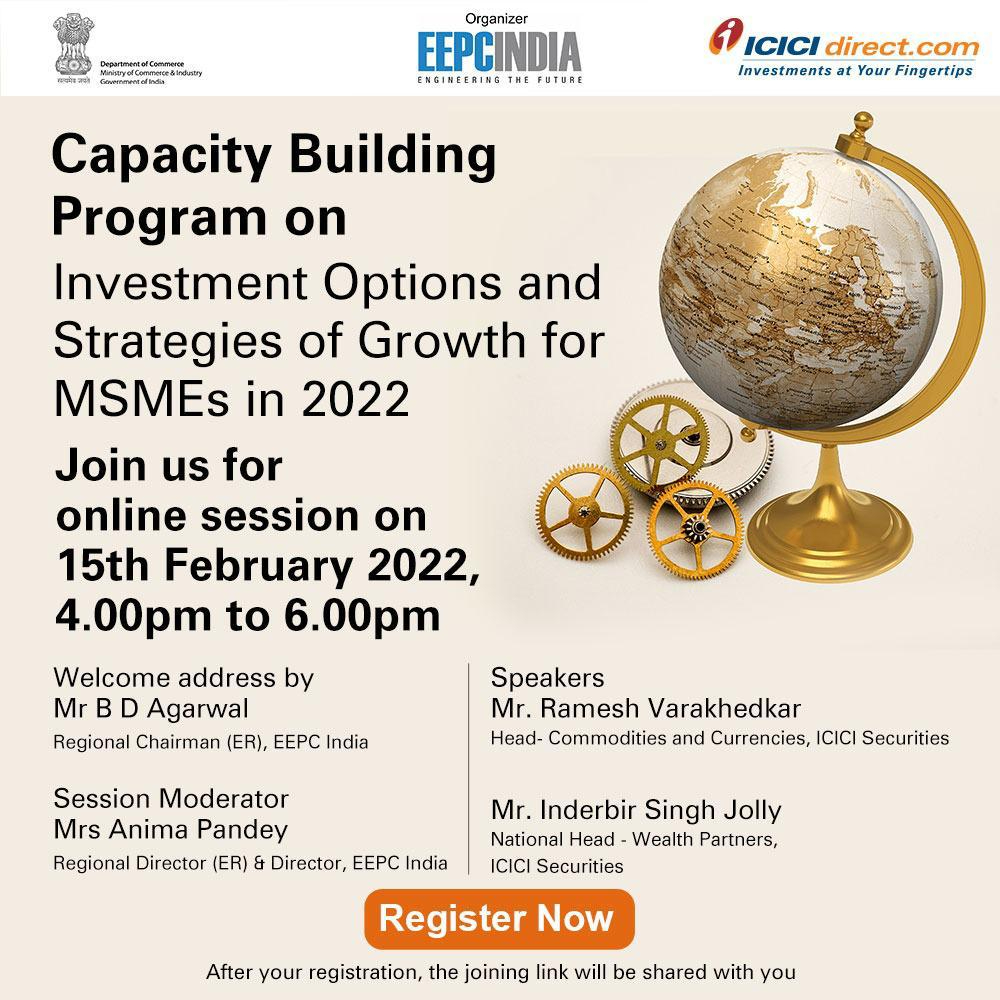 सत्यमेव जयते
Department of Commerce
Ministry of Commerce & Industry
Government of India
Organizer
EEPCINDIA
ENGINEERING THE FUTURE
ICICI direct.com
Investments at Your Fingertips
Capacity Building
Program on
Investment Options and
Strategies of Growth for
MSMEs in 2022
Join us for
online session on
15th February 2022,
4.00pm to 6.00pm
Welcome address by
Mr B D Agarwal
Regional Chairman (ER), EEPC India
Session Moderator
Mrs Anima Pandey
Regional Director (ER) & Director, EEPC India
Speakers
Mr. Ramesh Varakhedkar
Head- Commodities and Currencies, ICICI Securities
Mr. Inderbir Singh Jolly
National Head - Wealth Partners,
ICICI Securities
Register Now
After your registration, the joining link will be shared with you